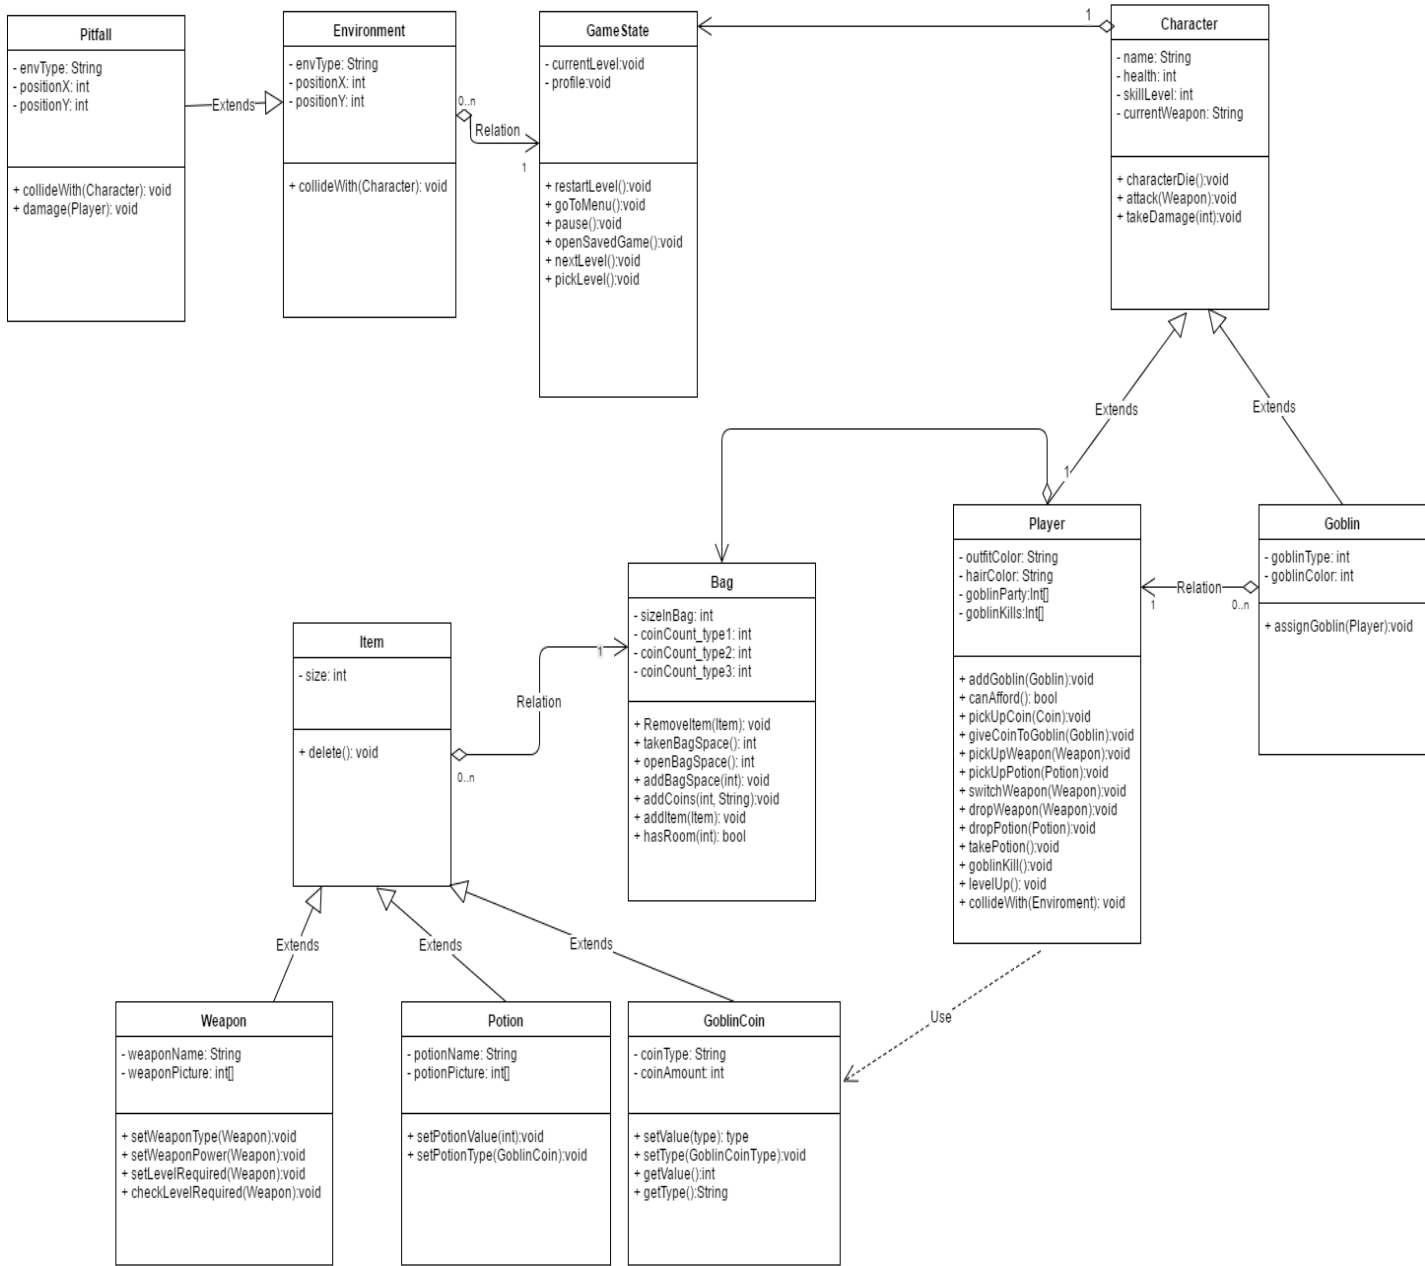 Pitfall
- envType: String
- positionX: int
- positionY: int
+ collideWith(Character): void
+ damage(Player): void
Extends
Environment
- envType: String
- positionX: int
- positionY: int
+ collideWith(Character): void
0..n
Relation
1
GameState
- currentLevel:void
- profile:void
+ restartLevel():void
+ goToMenu():void
+ pause():void
+ openSavedGame():void
+ nextLevel():void
+ pickLevel():void
1
Character
- name: String
- health: int
- skillLevel: int
- currentWeapon: String
+ characterDie():void
+ attack(Weapon):void
+ takeDamage(int):void
Extends
Extends
1
Player
- outfitColor: String
- hairColor: String
- goblinParty:Int[]
- goblinKills:Int[]
+ addGoblin(Goblin):void
+ canAfford(): bool
+ pickUpCoin(Coin):void
+ giveCoinToGoblin(Goblin):void
+ pickUpWeapon(Weapon):void
+ pickUpPotion(Potion):void
+ switchWeapon(Weapon):void
+ dropWeapon(Weapon):void
+ dropPotion(Potion):void
+ takePotion():void
+ goblinKill():void
+ levelUp(): void
+ collideWith(Enviroment): void
Relation
1
0..n
Goblin
- goblinType: int
- goblinColor: int
+ assignGoblin(Player):void
Bag
- sizeInBag: int
- coinCount_type1: int
- coinCount_type2: int
- coinCount_type3: int
+ RemoveItem(Item): void
+ takenBagSpace(): int
+ openBagSpace(): int
+ addBagSpace(int): void
+ addCoins(int, String):void
+ addItem(Item): void
+ hasRoom(int): bool
1
Relation
0..n
Item
- size: int
+ delete(): void
Extends
Extends
Extends
Use
Weapon
- weaponName: String
- weaponPicture: int[]
+ setWeaponType(Weapon):void
+ setWeaponPower(Weapon):void
+ setLevelRequired(Weapon):void
+ checkLevelRequired(Weapon):void
Potion
- potionName: String
- potionPicture: int[]
+ setPotionValue(int):void
+ setPotionType(GoblinCoin):void
GoblinCoin
- coinType: String
- coinAmount: int
+ setValue(type): type
+ setType(GoblinCoinType):void
+ getValue():int
+ getType():String